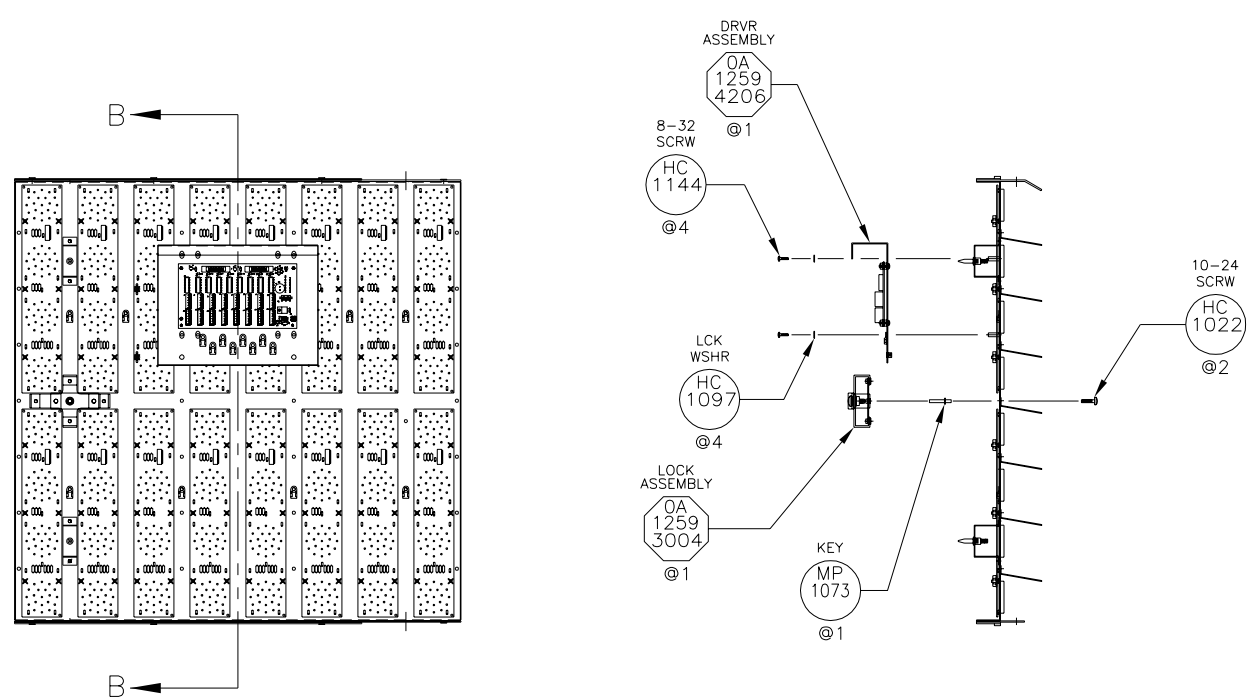 B
B
DRVR
ASSEMBLY
0A
1259
4206
@1
8-32
SCRW
HC
1144
@4
LCK
WSHR
HC
1097
@4
LOCK
ASSEMBLY
0A
1259
3004
@1
KEY
MP
1073
@1
10-24
SCRW
HC
1022
@2